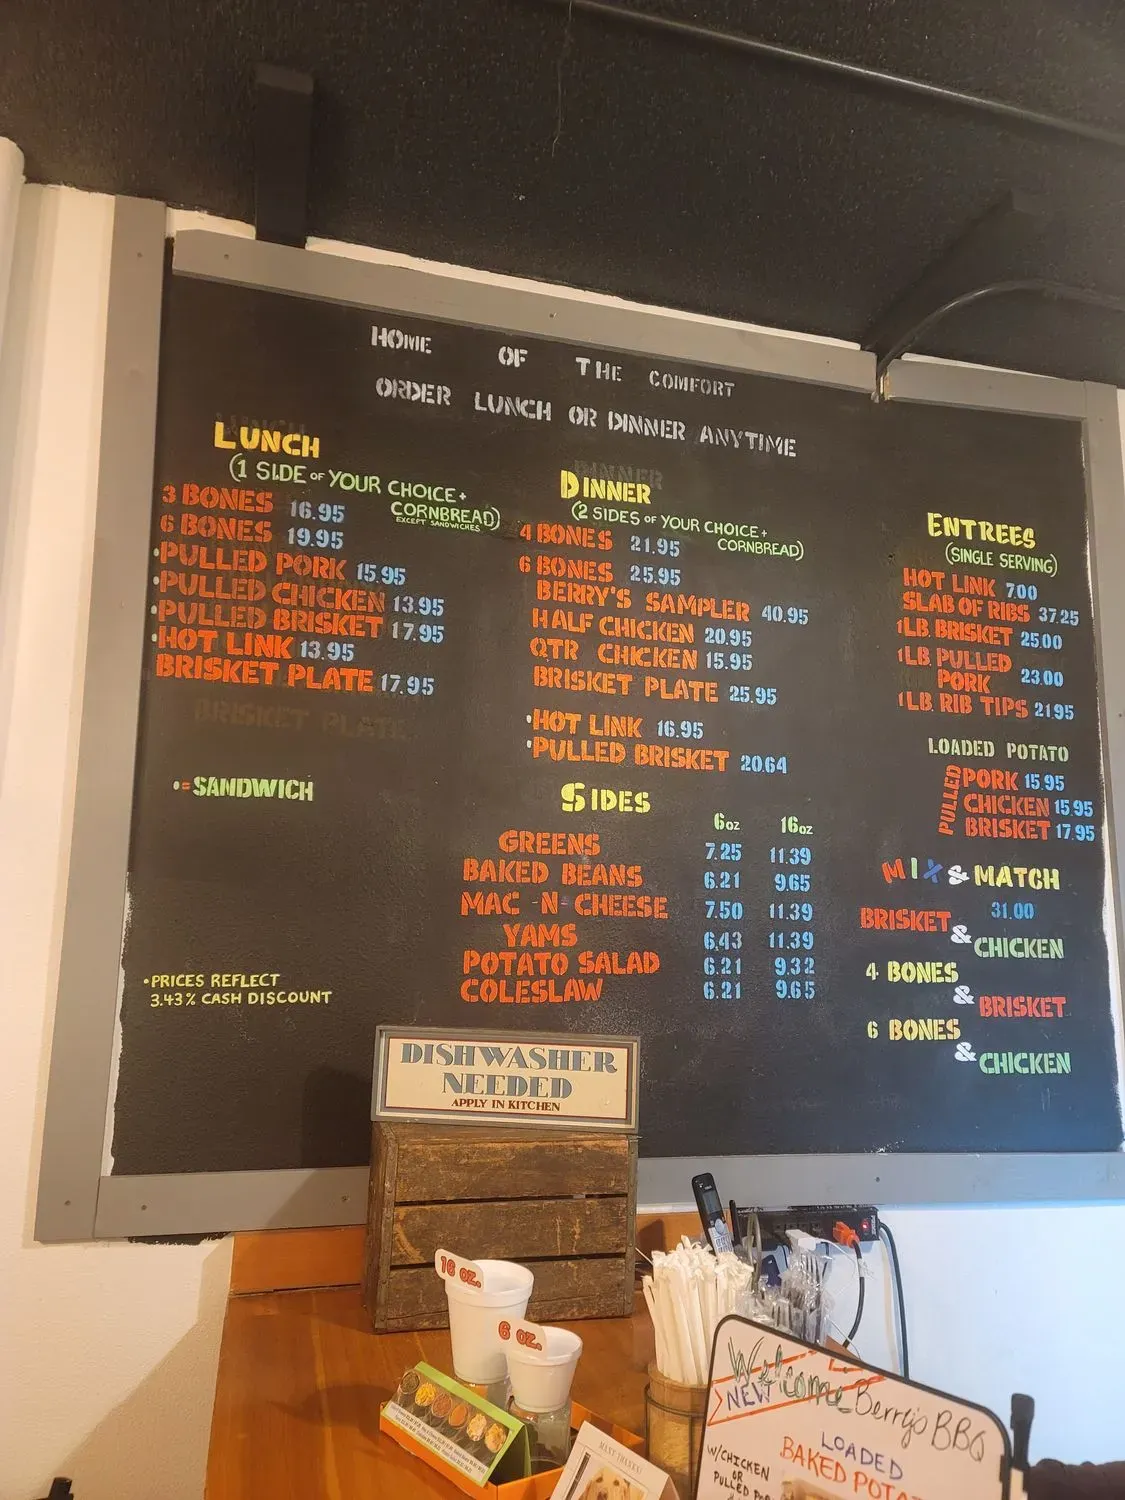 HOME OF THE COMFORT
ORDER LUNCH OR DINNER ANYTIME
LUNCH
(1 SIDE OF YOUR CHOICE +
CORNBREAD)
EXCEPT SANDWICHES
3 BONES 16.95
6 BONES 19.95
•PULLED PORK 15.95
•PULLED CHICKEN 13.95
•PULLED BRISKET 17.95
•HOT LINK 13.95
BRISKET PLATE 17.95
BRISKET PLATE
•=SANDWICH
•PRICES REFLECT
3.43% CASH DISCOUNT
DINNER
DINNER
(2 SIDES OF YOUR CHOICE +
CORNBREAD)
4 BONES 21.95
6 BONES 25.95
BERRY'S SAMPLER 40.95
HALF CHICKEN 20.95
QTR CHICKEN 15.95
BRISKET PLATE 25.95
•HOT LINK 16.95
•PULLED BRISKET 20.64
SIDES
6oz 16oz
GREENS 7.25 11.39
BAKED BEANS 6.21 9.65
MAC -N- CHEESE 7.50 11.39
YAMS 6.43 11.39
POTATO SALAD 6.21 9.32
COLESLAW 6.21 9.65
ENTREES
(SINGLE SERVING)
HOT LINK 7.00
SLAB OF RIBS 37.25
1LB BRISKET 25.00
1LB PULLED
PORK 23.00
1LB RIB TIPS 21.95
LOADED POTATO
PULLED
PORK 15.95
CHICKEN 15.95
BRISKET 17.95
MIX & MATCH
31.00
BRISKET
&
CHICKEN
4 BONES
&
BRISKET
6 BONES
&
CHICKEN
DISHWASHER
NEEDED
APPLY IN KITCHEN
16 OZ.
6 OZ.
MANY THANKS!
Welcome
NEW Berry's BBQ
LOADED
BAKED
W/CHICKEN
OR
PULLED